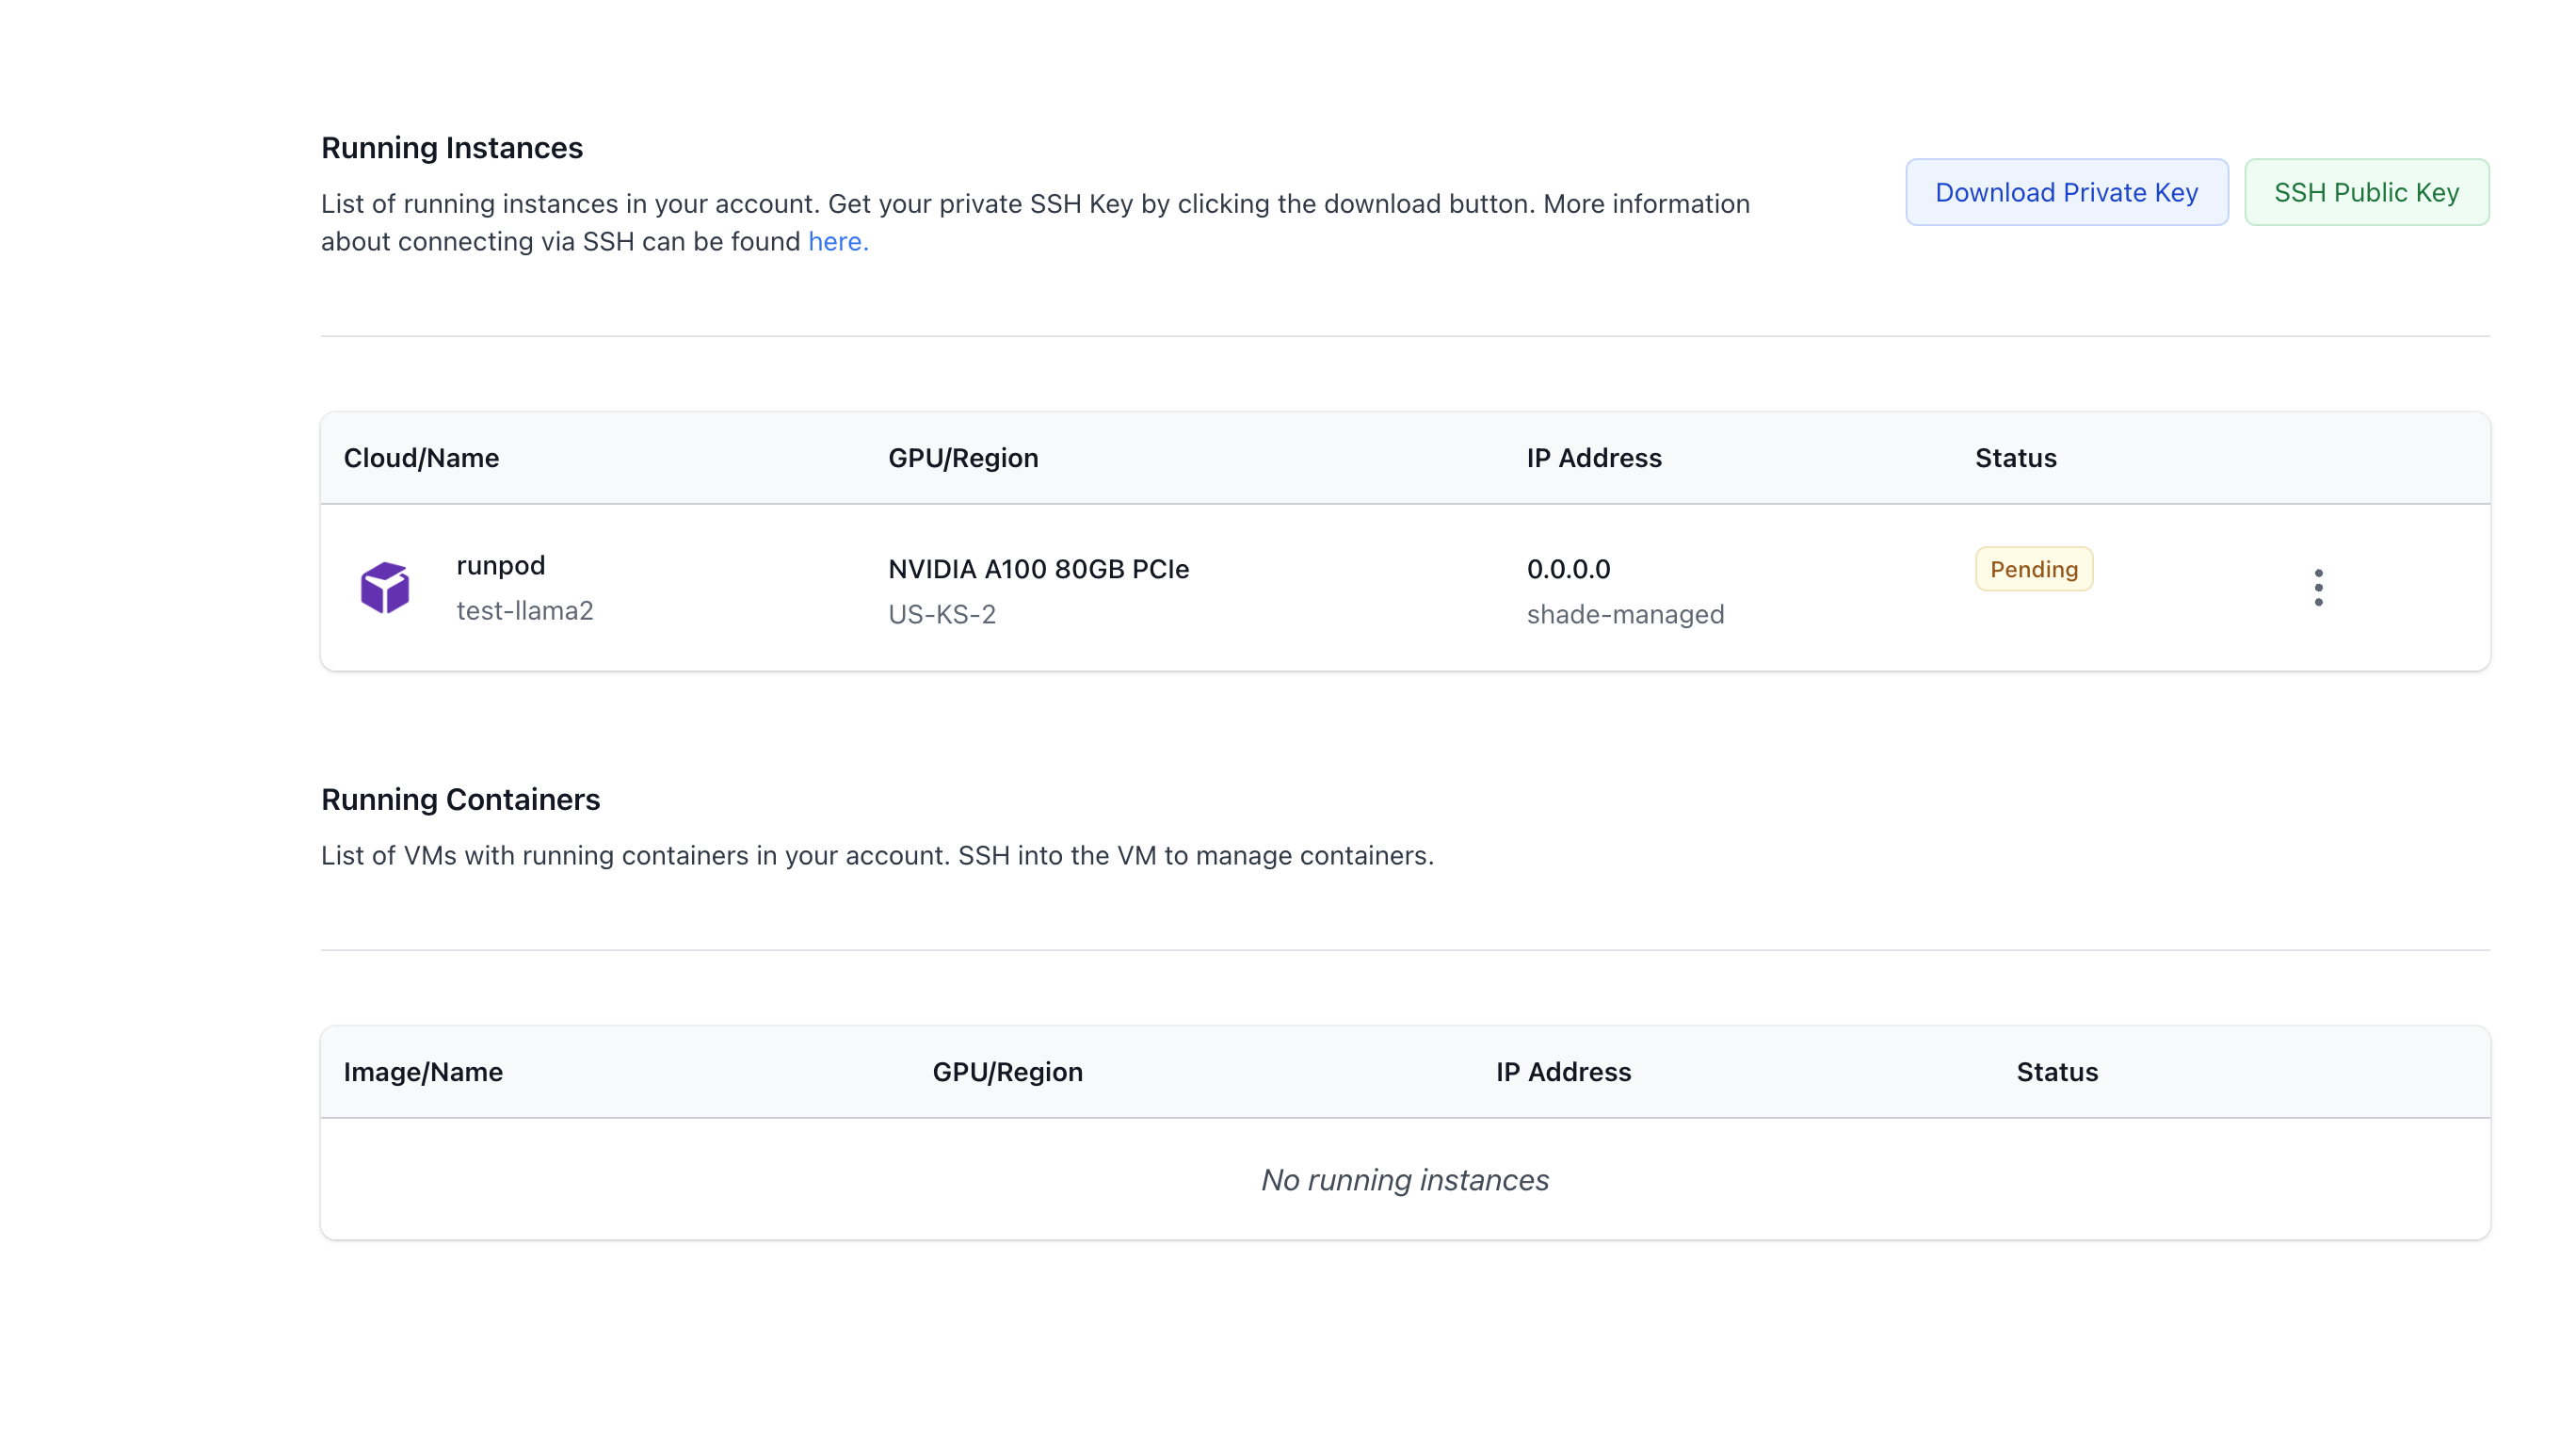 Running Instances
Download Private Key
SSH Public Key
List of running instances in your account. Get your private SSH Key by clicking the download button. More information
about connecting via SSH can be found here.
Cloud/Name GPU/Region IP Address Status
runpod NVIDIA A100 80GB PCIe 0.0.0.0 Pending
test-llama2 US-KS-2 shade-managed
Running Containers
List of VMs with running containers in your account. SSH into the VM to manage containers.
Image/Name GPU/Region IP Address Status
No running instances